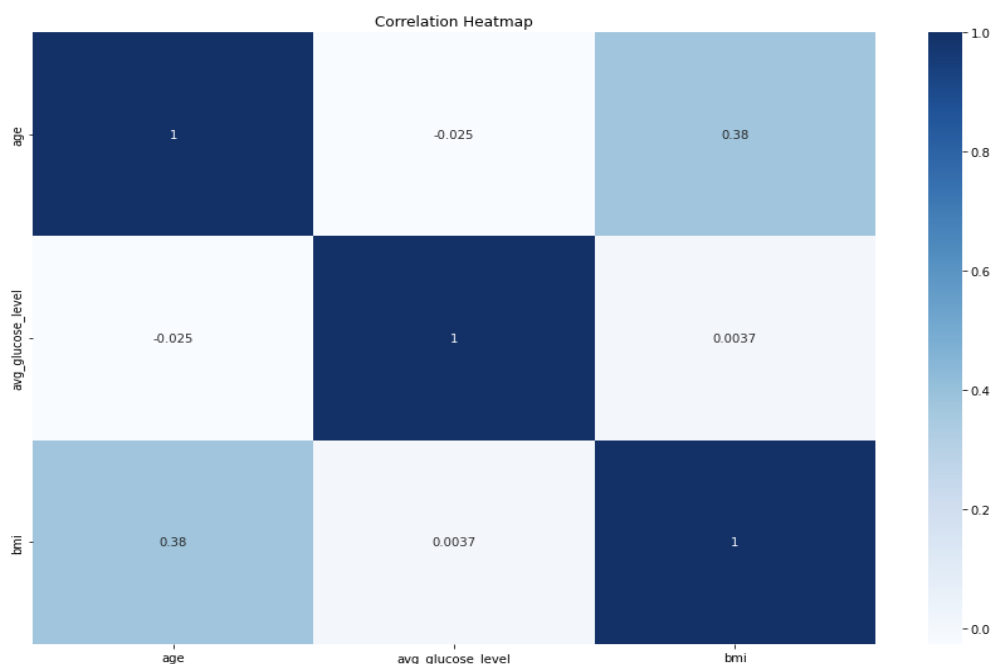 Correlation Heatmap
age
1
-0.025
0.38
avg_glucose_level
-0.025
1
0.0037
bmi
0.38
0.0037
1
age
avg_glucose_level
bmi
1.0
0.8
0.6
0.4
0.2
0.0